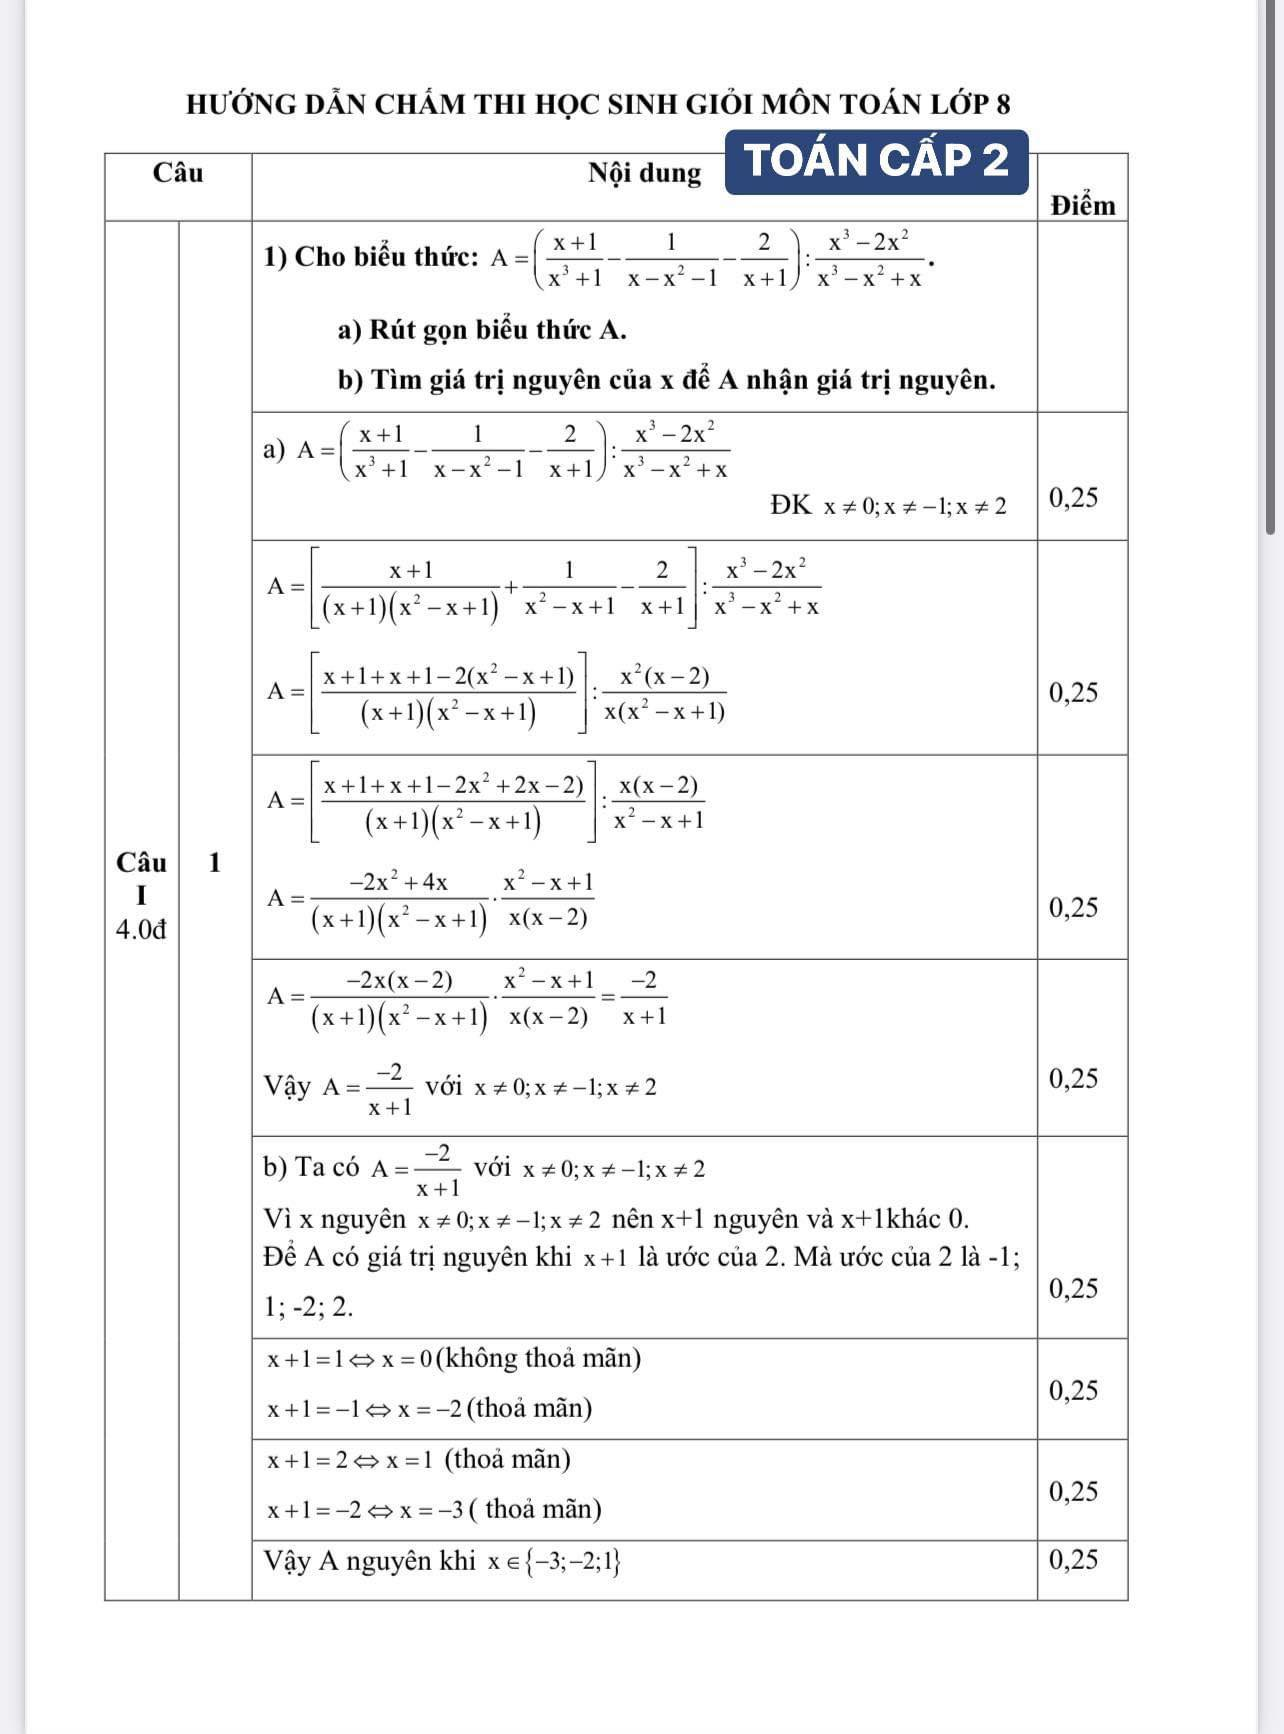 HƯỚNG DẪN CHẤM THI HỌC SINH GIỎI MÔN TOÁN LỚP 8
TOÁN CẤP 2
Câu Nội dung Điểm
1) Cho biểu thức: A = ((x+1)/(x³+1) − 1/(x−x²−1) − 2/(x+1)) : (x³−2x²)/(x³−x²+x).
a) Rút gọn biểu thức A.
b) Tìm giá trị nguyên của x để A nhận giá trị nguyên.
a) A = ((x+1)/(x³+1) − 1/(x−x²−1) − 2/(x+1)) : (x³−2x²)/(x³−x²+x)
ĐK x ≠ 0; x ≠ −1; x ≠ 2 0,25
A = [(x+1)/((x+1)(x²−x+1)) + 1/(x²−x+1) − 2/(x+1)] : (x³−2x²)/(x³−x²+x)
A = [(x+1+x+1−2(x²−x+1))/((x+1)(x²−x+1))] : (x²(x−2))/(x(x²−x+1)) 0,25
A = [(x+1+x+1−2x²+2x−2))/((x+1)(x²−x+1))] : (x(x−2))/(x²−x+1)
Câu 1
I
4.0đ
A = (−2x²+4x)/((x+1)(x²−x+1)) · (x²−x+1)/(x(x−2)) 0,25
A = (−2x(x−2))/((x+1)(x²−x+1)) · (x²−x+1)/(x(x−2)) = −2/(x+1)
Vậy A = −2/(x+1) với x ≠ 0; x ≠ −1; x ≠ 2 0,25
b) Ta có A = −2/(x+1) với x ≠ 0; x ≠ −1; x ≠ 2
Vì x nguyên x ≠ 0; x ≠ −1; x ≠ 2 nên x+1 nguyên và x+1khác 0.
Để A có giá trị nguyên khi x+1 là ước của 2. Mà ước của 2 là -1;
1; -2; 2. 0,25
x+1=1 ⇔ x = 0 (không thoả mãn)
x+1=−1 ⇔ x = −2 (thoả mãn) 0,25
x+1=2 ⇔ x =1 (thoả mãn)
x+1=−2 ⇔ x = −3 ( thoả mãn) 0,25
Vậy A nguyên khi x ∈ {−3;−2;1} 0,25